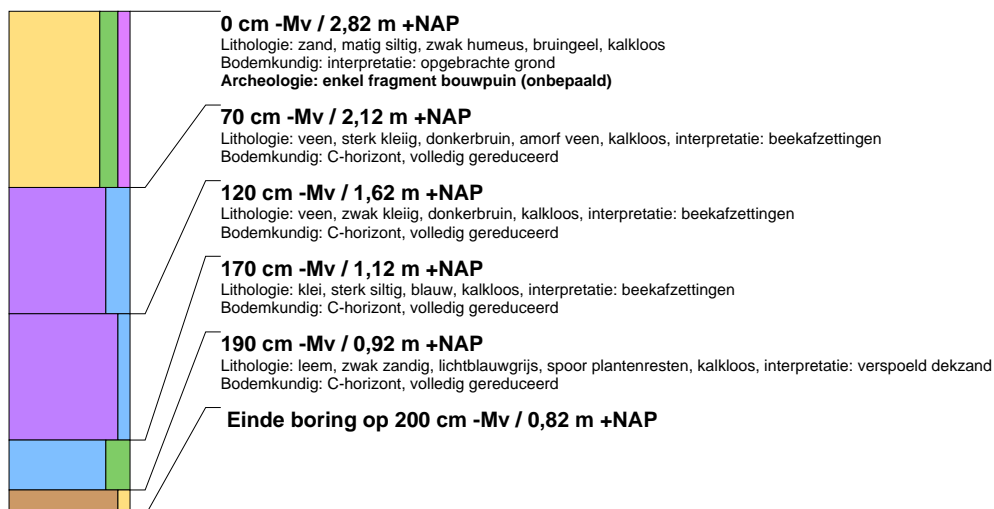 0 cm -Mv / 2,82 m +NAP
Lithologie: zand, matig siltig, zwak humeus, bruingeel, kalkloos
Bodemkundig: interpretatie: opgebrachte grond
Archeologie: enkel fragment bouwpuin (onbepaald)
70 cm -Mv / 2,12 m +NAP
Lithologie: veen, sterk kleiig, donkerbruin, amorf veen, kalkloos, interpretatie: beekafzettingen
Bodemkundig: C-horizont, volledig gereduceerd
120 cm -Mv / 1,62 m +NAP
Lithologie: veen, zwak kleiig, donkerbruin, kalkloos, interpretatie: beekafzettingen
Bodemkundig: C-horizont, volledig gereduceerd
170 cm -Mv / 1,12 m +NAP
Lithologie: klei, sterk siltig, blauw, kalkloos, interpretatie: beekafzettingen
Bodemkundig: C-horizont, volledig gereduceerd
190 cm -Mv / 0,92 m +NAP
Lithologie: leem, zwak zandig, lichtblauwgrijs, spoor plantenresten, kalkloos, interpretatie: verspoeld dekzand
Bodemkundig: C-horizont, volledig gereduceerd
Einde boring op 200 cm -Mv / 0,82 m +NAP